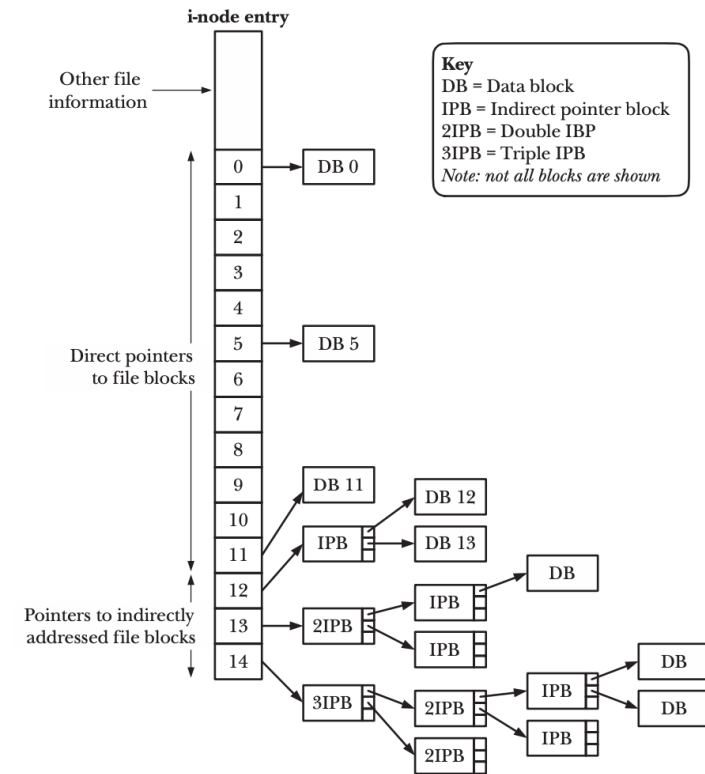 i-node entry
Other file
information
Key
DB = Data block
IPB = Indirect pointer block
2IPB = Double IBP
3IPB = Triple IPB
Note: not all blocks are shown
0
DB 0
1
2
3
4
5
DB 5
Direct pointers
to file blocks
6
7
8
9
DB 11
DB 12
10
11
IPB
DB 13
12
IPB
DB
Pointers to indirectly
addressed file blocks
13
2IPB
IPB
14
3IPB
2IPB
IPB
DB
DB
2IPB
IPB